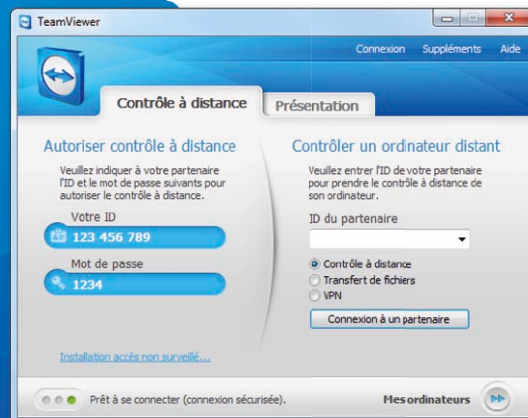 TeamViewer
Connexion Suppléments Aide
Contrôle à distance
Présentation
Autoriser contrôle à distance
Veuillez indiquer à votre partenaire
l'ID et le mot de passe suivants pour
autoriser le contrôle à distance.
Votre ID
123 456 789
Mot de passe
1234
Installation accès non surveillé...
Contrôler un ordinateur distant
Veuillez entrer l'ID de votre partenaire
pour prendre le contrôle à distance de
son ordinateur.
ID du partenaire
Contrôle à distance
Transfert de fichiers
VPN
Connexion à un partenaire
Prêt à se connecter (connexion sécurisée).
Mes ordinateurs